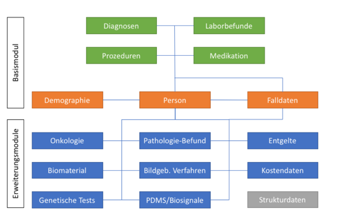 Basismodul
Diagnosen
Laborbefunde
Prozeduren
Medikation
Demographie
Person
Falldaten
Erweiterungsmodule
Onkologie
Pathologie-Befund
Entgelte
Biomaterial
Bildgeb. Verfahren
Kostendaten
Genetische Tests
PDMS/Biosignale
Strukturdaten